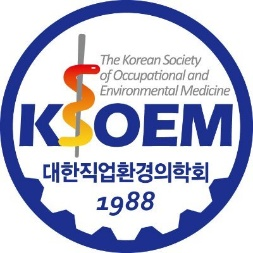 The Korean Society
of Occupational and
Environmental Medicine
KSOEM
대한직업환경의학회
1988